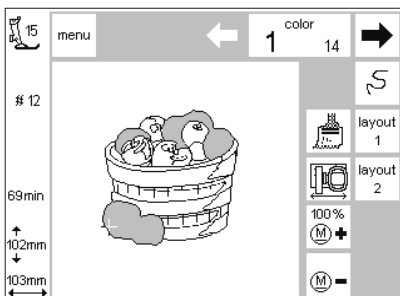 15
menu
color
1 14
# 12
layout
1
layout
2
69min
100%
M +
102mm
M -
103mm